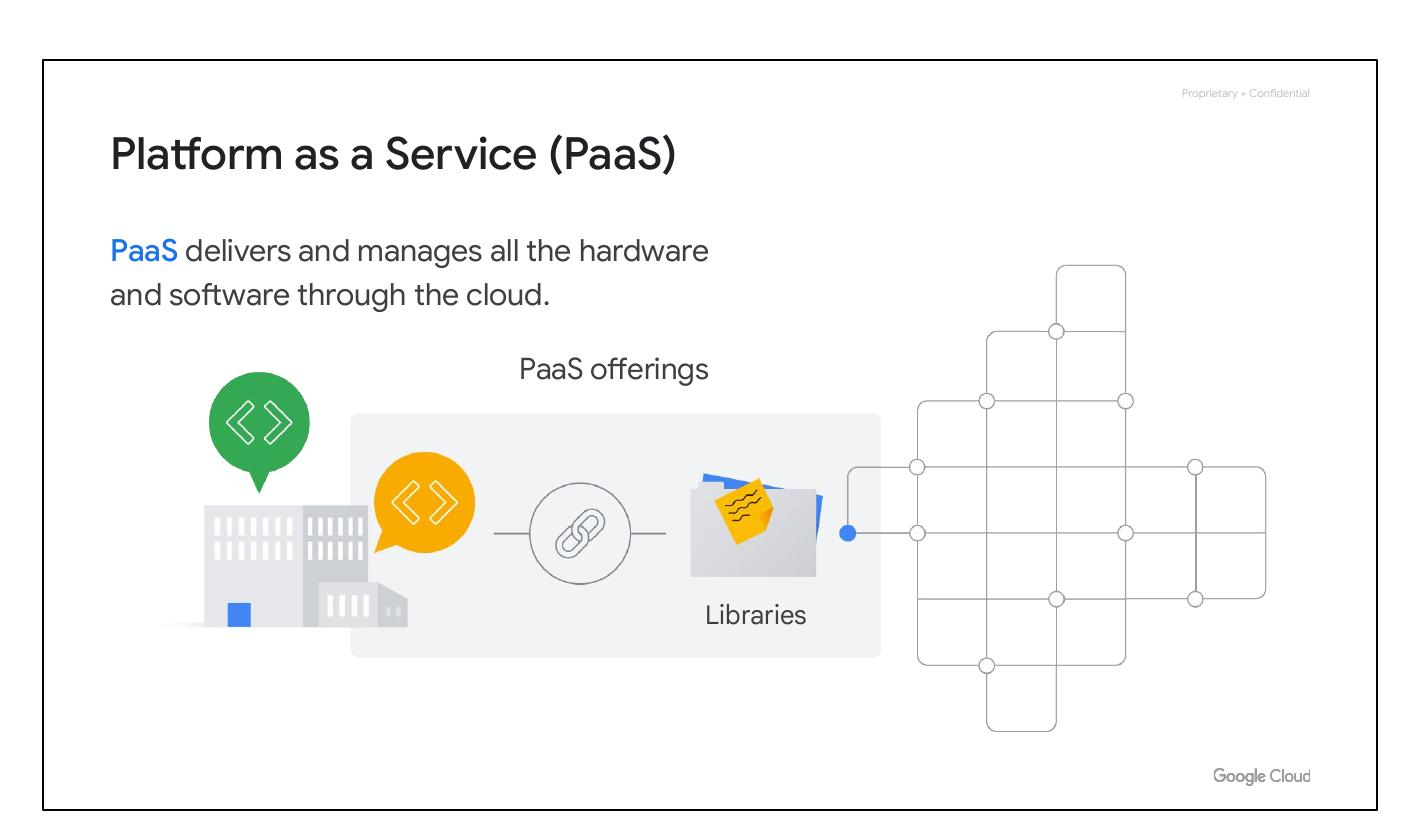 Proprietary + Confidential
Platform as a Service (PaaS)
PaaS delivers and manages all the hardware
and software through the cloud.
PaaS offerings
Libraries
Google Cloud